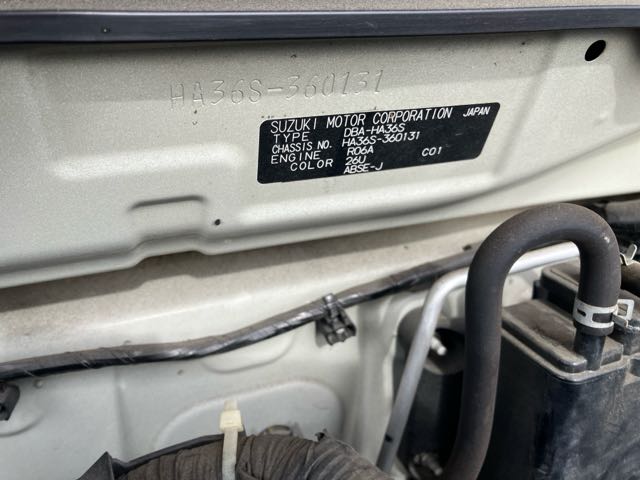 HA36S-360131
SUZUKI MOTOR CORPORATION JAPAN
TYPE DBA-HA36S
CHASSIS NO. HA36S-360131
ENGINE R06A C01
COLOR 26U
ABSE-J